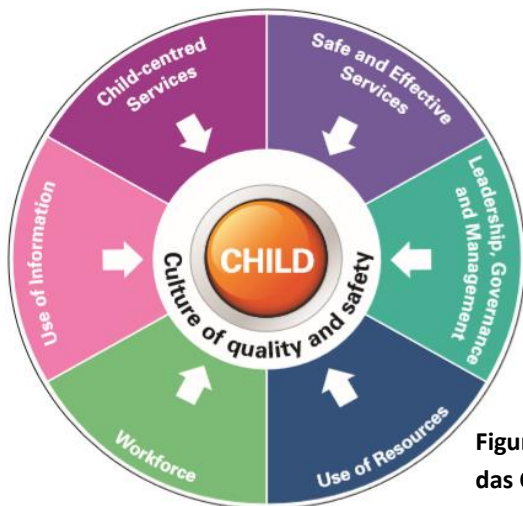 Child-centred
Services
Safe and Effective
Services
Leadership, Governance
and Management
Use of Resources
Workforce
Use of Information
CHILD
Culture of quality and safety
Figur
das C